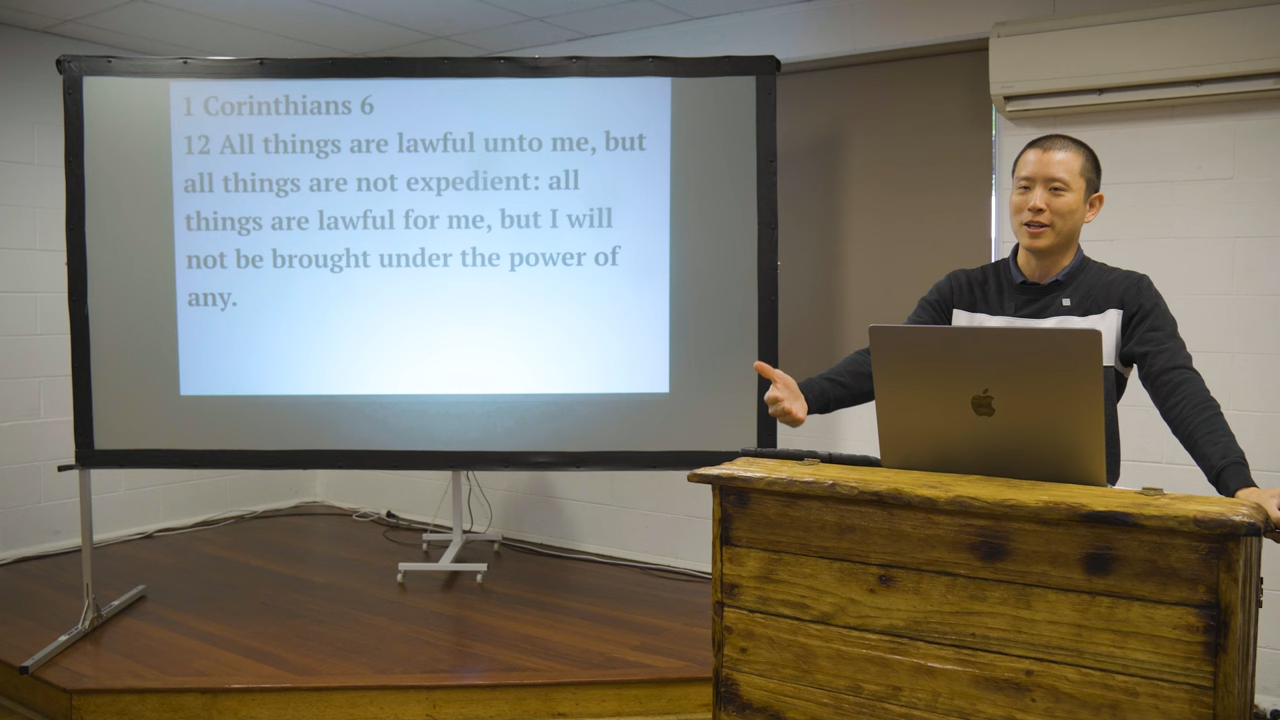 1 Corinthians 6
12 All things are lawful unto me, but
all things are not expedient: all
things are lawful for me, but I will
not be brought under the power of
any.